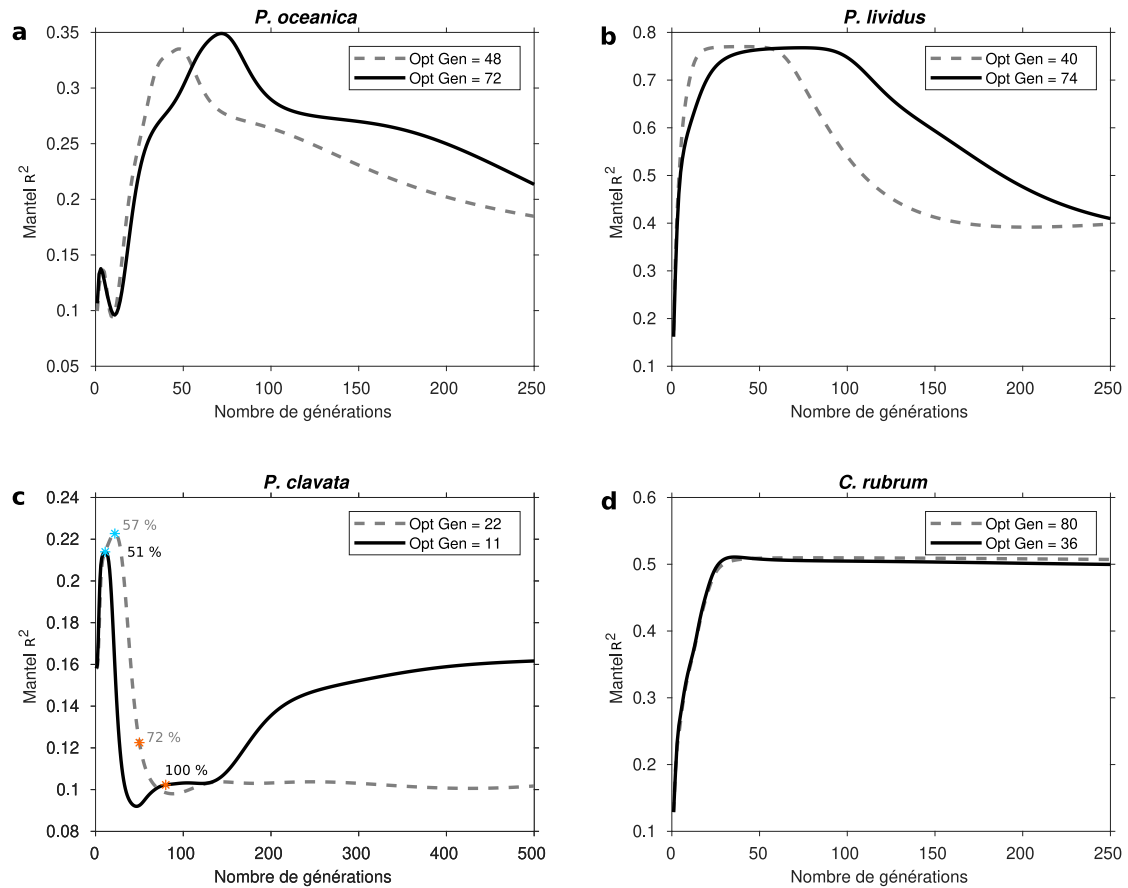 a
P. oceanica
0.35
0.3
0.25
0.2
0.15
0.1
0.05
Mantel R²
0
50
100
150
200
250
Nombre de générations
Opt Gen = 48
Opt Gen = 72
b
P. lividus
0.8
0.7
0.6
0.5
0.4
0.3
0.2
0.1
Mantel R²
0
50
100
150
200
250
Nombre de générations
Opt Gen = 40
Opt Gen = 74
c
P. clavata
0.24
0.22
0.2
0.18
0.16
0.14
0.12
0.1
0.08
Mantel R²
0
100
200
300
400
500
Nombre de générations
Opt Gen = 22
Opt Gen = 11
57 %
51 %
72 %
100 %
d
C. rubrum
0.6
0.5
0.4
0.3
0.2
0.1
Mantel R²
0
50
100
150
200
250
Nombre de générations
Opt Gen = 80
Opt Gen = 36